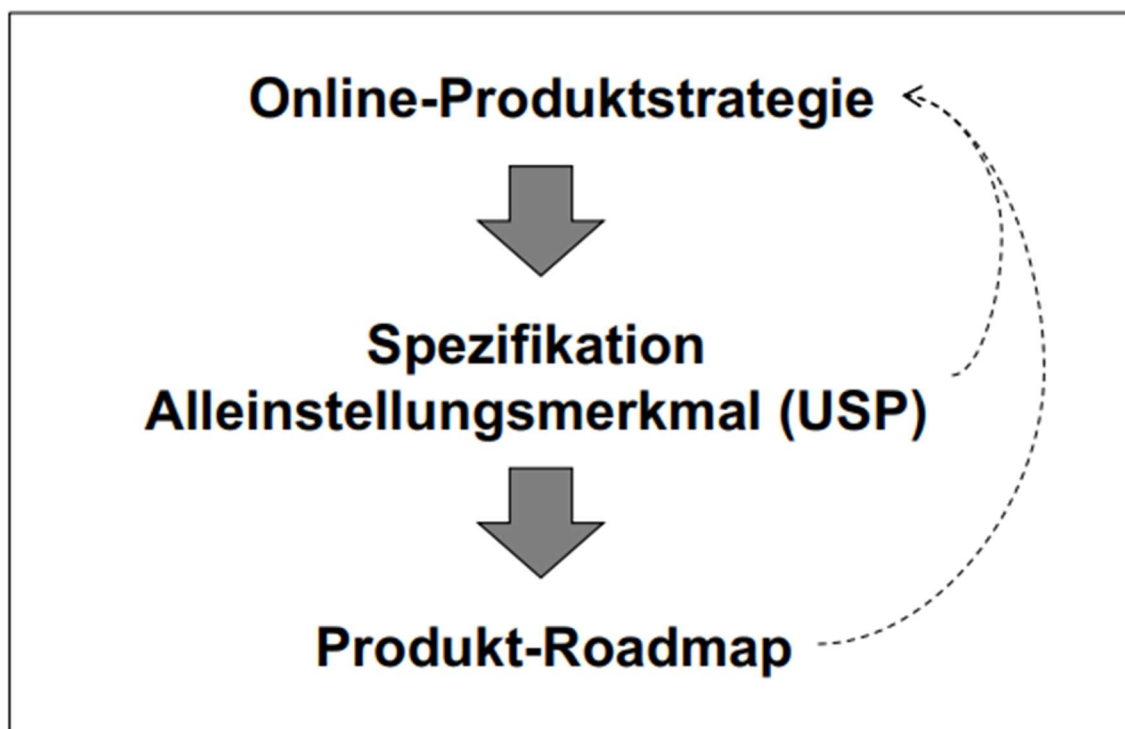 Online-Produktstrategie
Spezifikation
Alleinstellungsmerkmal (USP)
Produkt-Roadmap